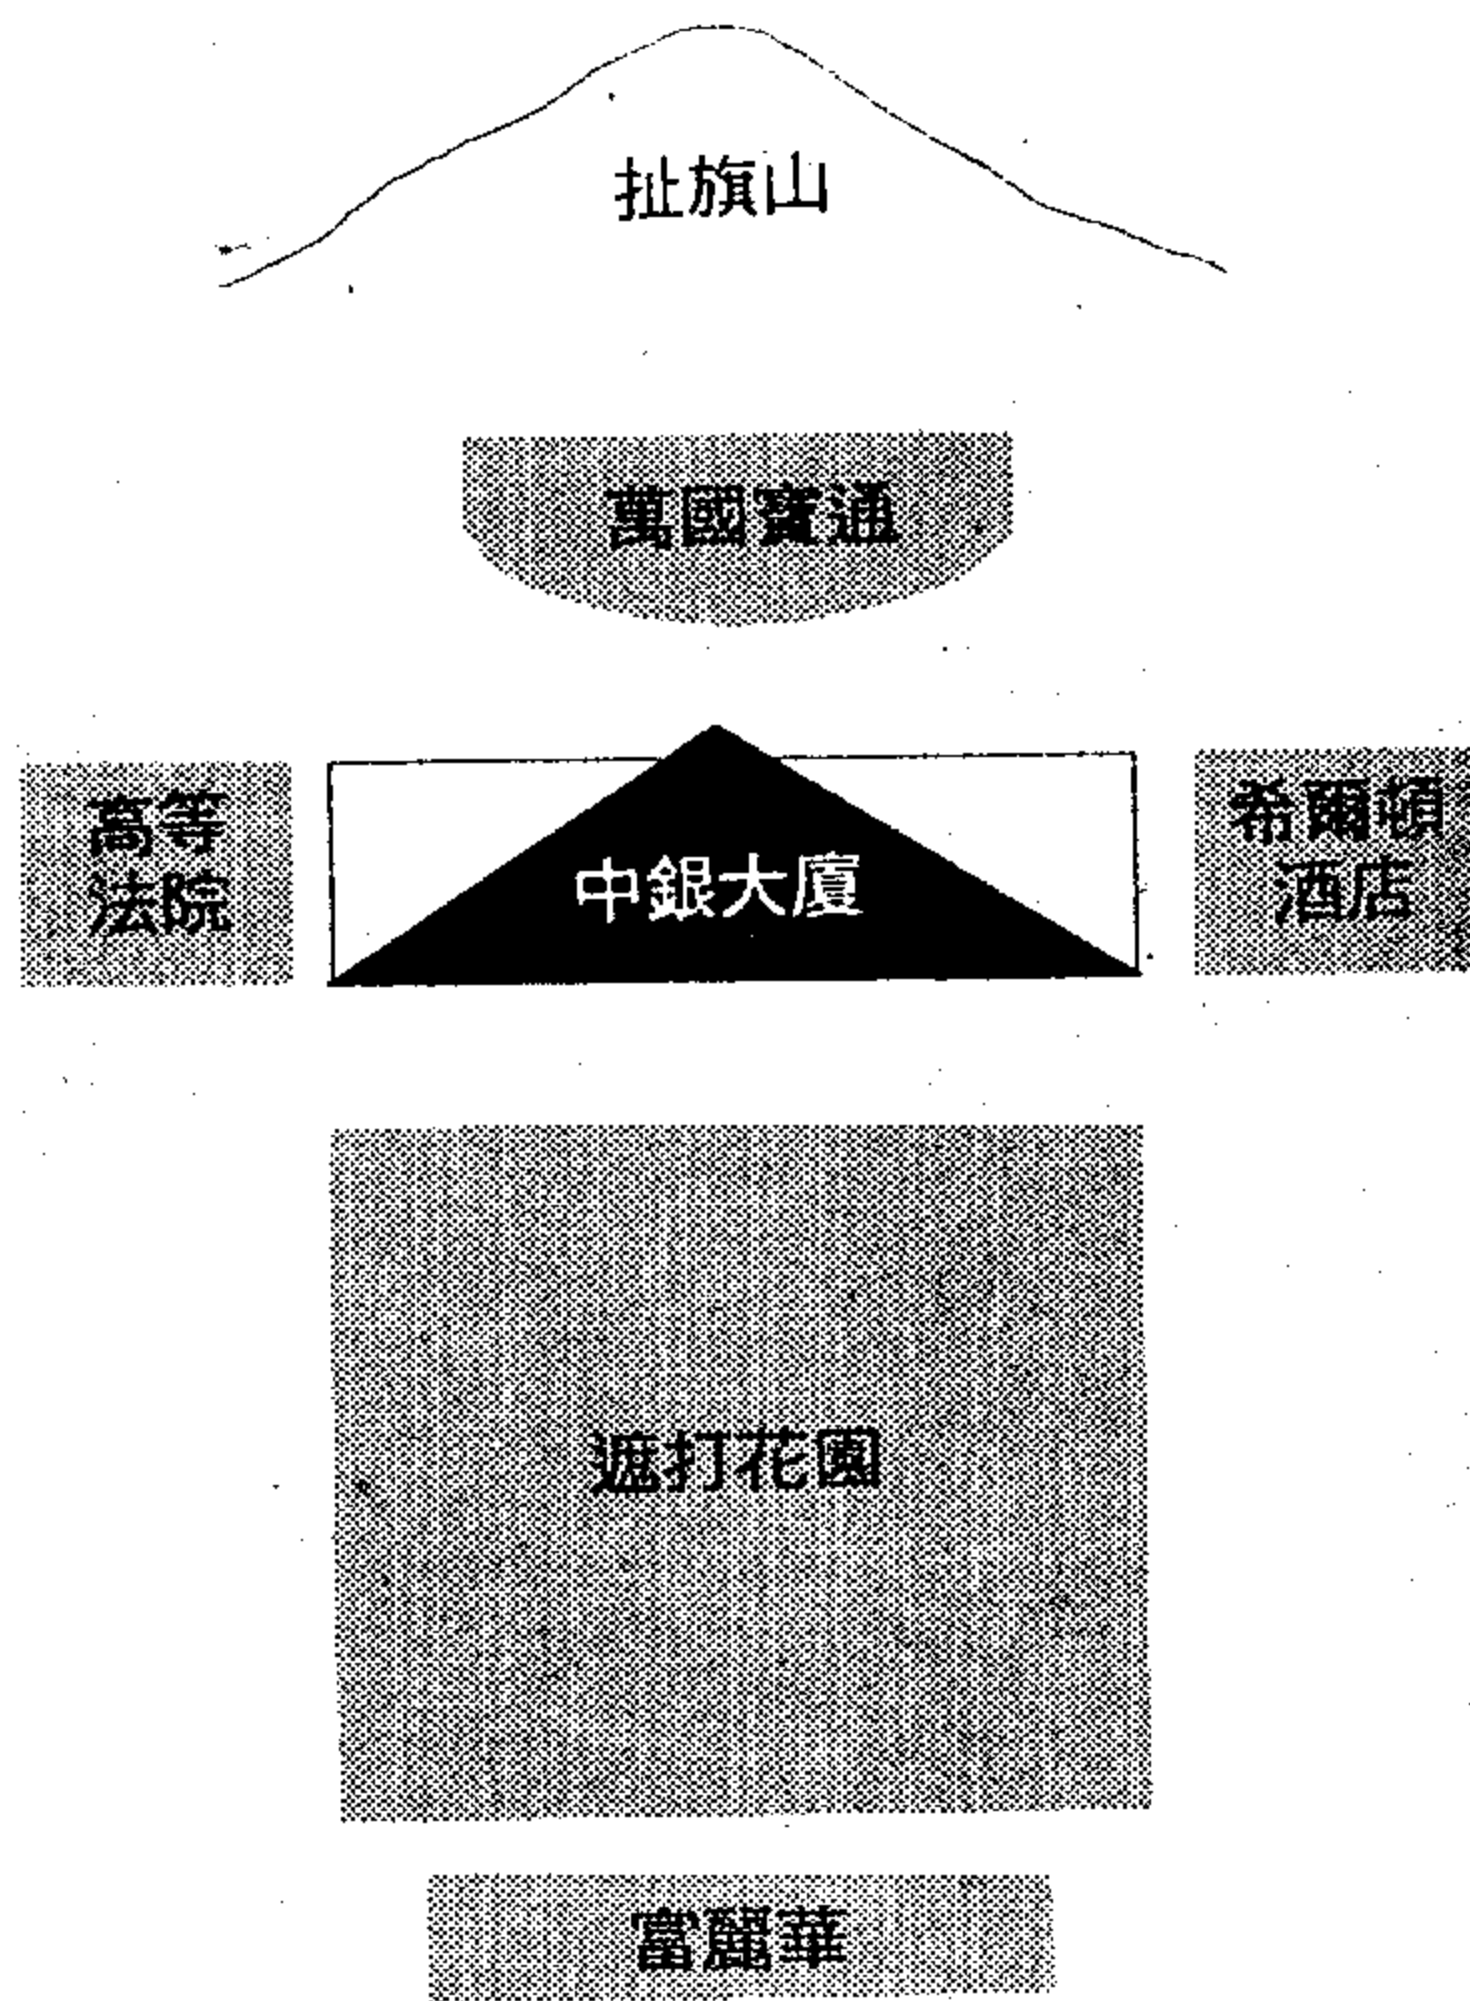 扯旗山
萬國寶通
高等
法院
中銀大廈
希爾頓
酒店
遮打花園
富麗華